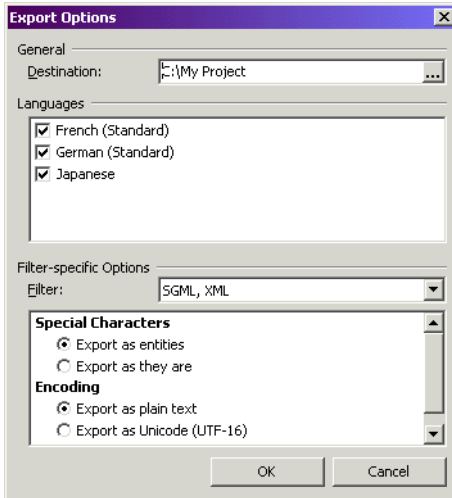 Export Options
General
Destination: C:\My Project ...
Languages
French (Standard)
German (Standard)
Japanese
Filter-specific Options
Filter: SGML, XML
Special Characters
Export as entities
Export as they are
Encoding
Export as plain text
Export as Unicode (UTF-16)
OK Cancel